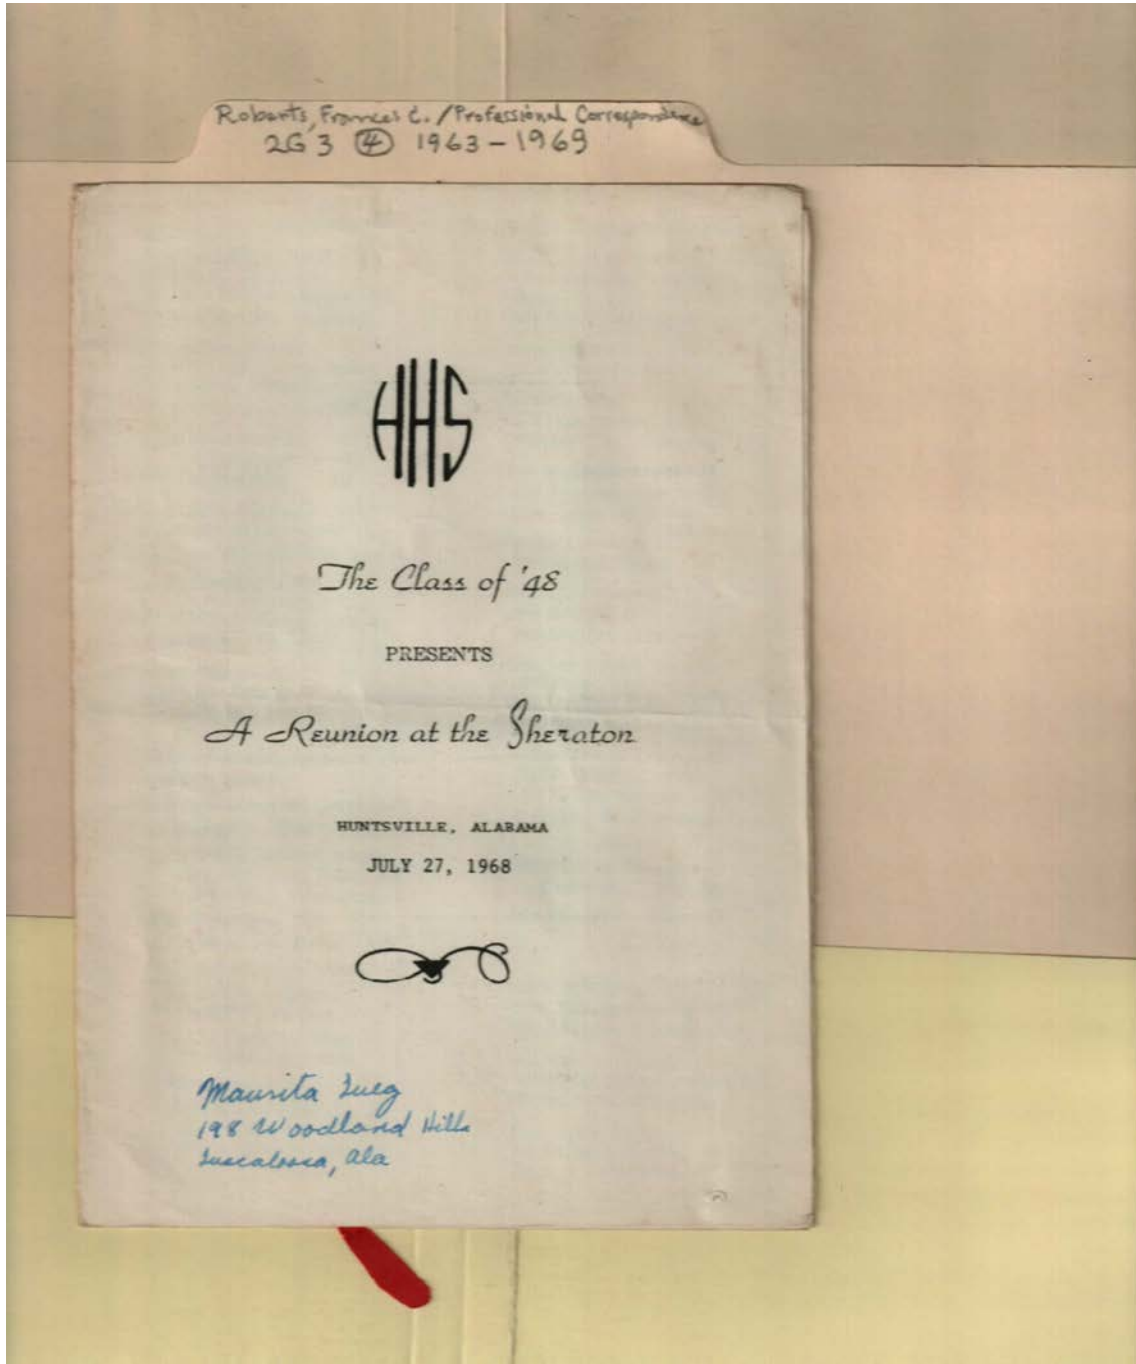 Roberts, Frances C. / Professional Correspondence
2G3 ④ 1963-1969
HHS
The Class of '48
PRESENTS
A Reunion at the Sheraton
HUNTSVILLE, ALABAMA
JULY 27, 1968
Maurita
198 Woodland Hills
Tuscaloosa, Ala